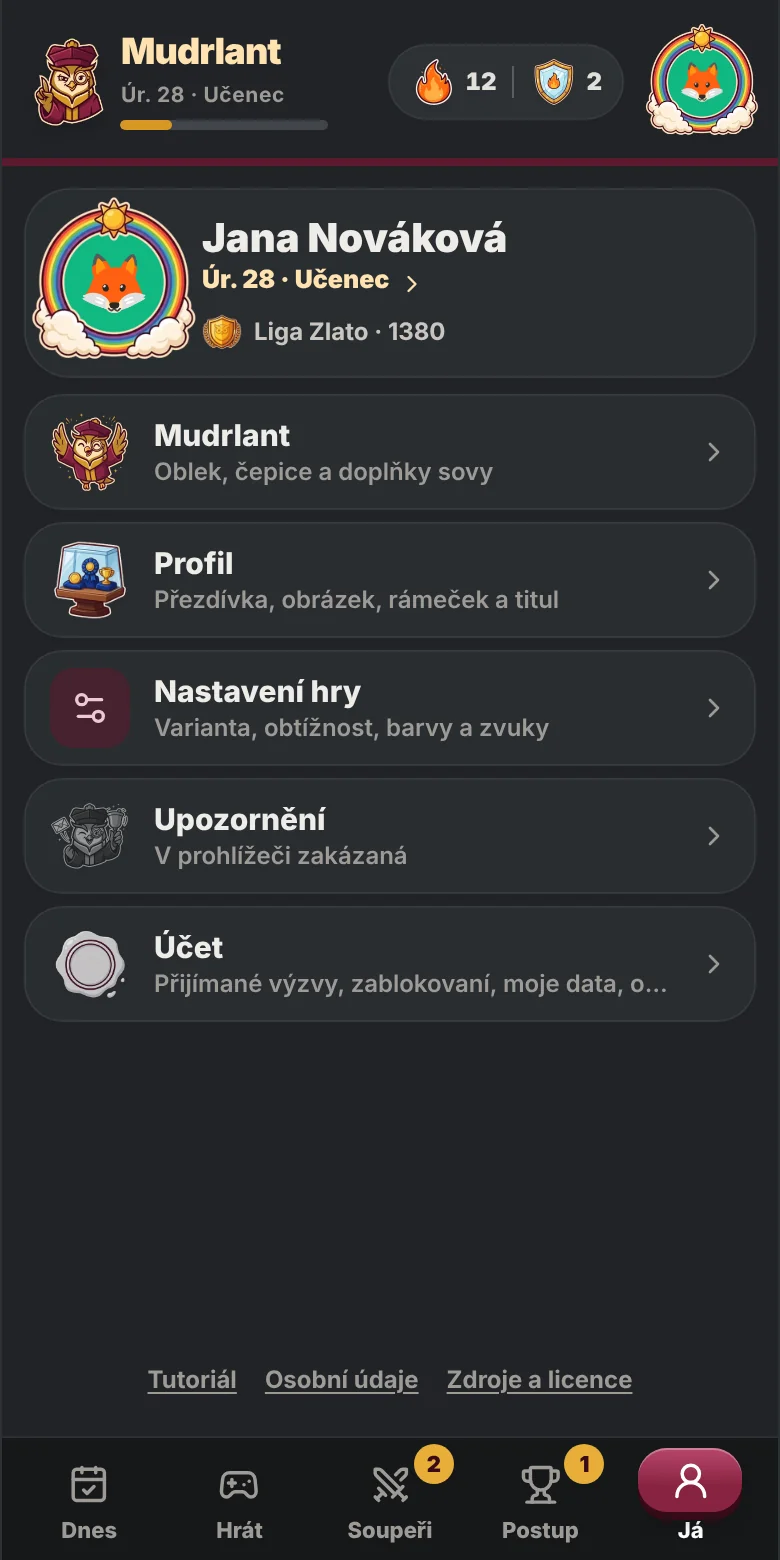 Mudrlant
Úr. 28 · Učenec
12
2
Jana Nováková
Úr. 28 · Učenec
Liga Zlato · 1380
Mudrlant
Oblek, čepice a doplňky sovy
Profil
Přezdívka, obrázek, rámeček a titul
Nastavení hry
Varianta, obtížnost, barvy a zvuky
Upozornění
V prohlížeči zakázaná
Účet
Přijímané výzvy, zablokovaní, moje data, o...
Tutoriál Osobní údaje Zdroje a licence
2 1
Dnes Hrát Soupeři Postup Já